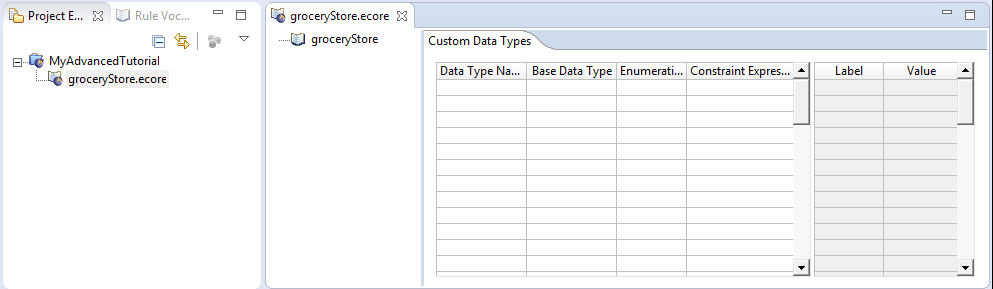 Project E...
Rule Voc...
MyAdvancedTutorial
groceryStore.ecore
groceryStore.ecore
groceryStore
Custom Data Types
Data Type Na... Base Data Type Enumerati... Constraint Expres... Label Value